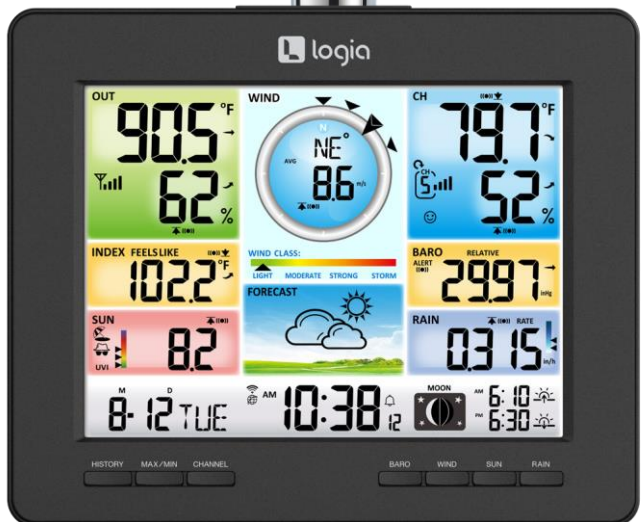 logia
OUT
90.5 °F
62 %
WIND
N
NE°
AVG
8.6 m/s
WIND CLASS:
LIGHT MODERATE STRONG STORM
CH
79.7 °F
CH
5
52 %
INDEX FEELS LIKE
102.2 °F
BARO RELATIVE
ALERT
29.97 inHg
FORECAST
SUN
8.2
UVI
RAIN RATE
0.315 in/h
M D
8-12 TUE
AM 10:38 12
MOON
AM 6:10
PM 6:30
HISTORY MAX/MIN CHANNEL
BARO WIND SUN RAIN